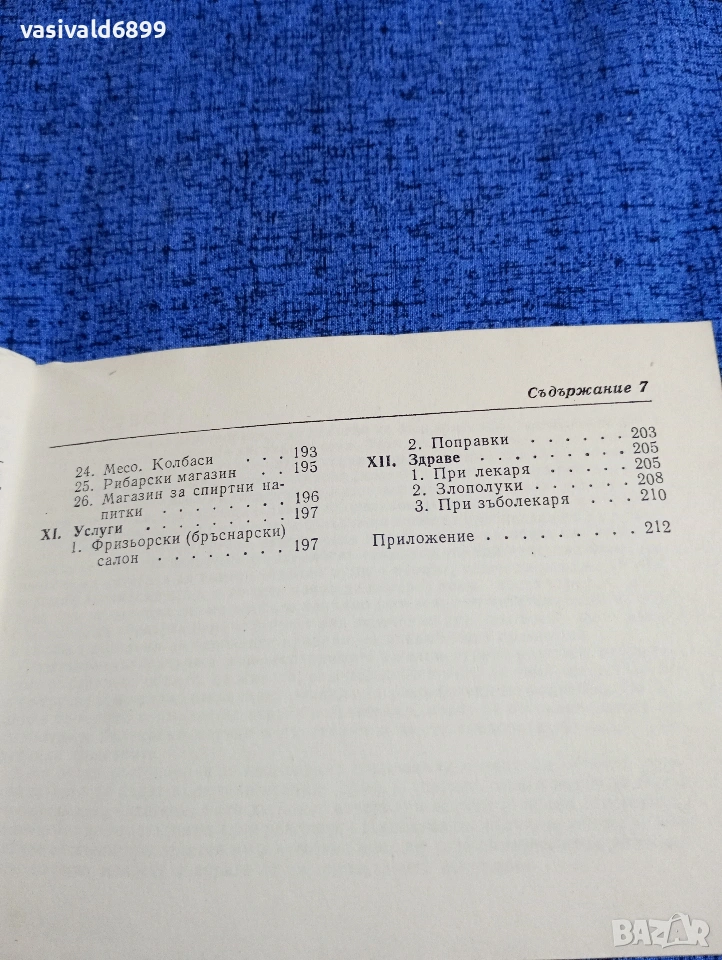 vasivald6899
Съдържание 7
24. Месо. Колбаси . . . 193
25. Рибарски магазин . . 195
26. Магазин за спиртни на-
питки . . . . . . . 196
XI. Услуги . . . . . . . . 197
1. Фризьорски (бръснарски)
салон . . . . . . . 197
2. Поправки . . . . . . 203
XII. Здраве . . . . . . . . 205
1. При лекаря . . . . . 205
2. Злополуки . . . . . . 208
3. При зъболекаря . . . 210
Приложение . . . . . . . . 212
BAZAR